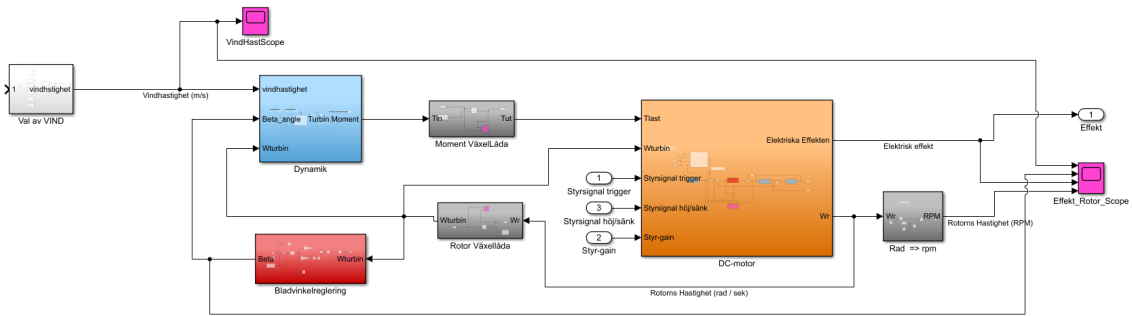 VindHastScope
1
vindhstighet
Val av VIND
Vindhastighet (m/s)
vindhastighet
Beta_angle
Turbin Moment
Wturbin
Dynamik
Tin
Tut
Moment VäxelLåda
Tlast
Wturbin
Styrsignal trigger
Styrsignal höj/sänk
Styr-gain
Elektriska Effekten
Wr
DC-motor
1
Styrsignal trigger
3
Styrsignal höj/sänk
2
Styr-gain
Elektrisk effekt
1
Effekt
Effekt_Rotor_Scope
Wr
RPM
Rad => rpm
Rotorns Hastighet (RPM)
Wturbin
Wr
Rotor Växellåda
Beta
Wturbin
Bladvinkelreglering
Rotorns Hastighet (rad / sek)